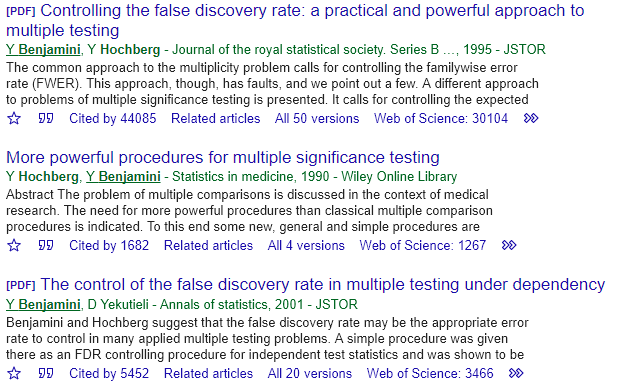 [PDF] Controlling the false discovery rate: a practical and powerful approach to
multiple testing
Y Benjamini, Y Hochberg - Journal of the royal statistical society. Series B …, 1995 - JSTOR
The common approach to the multiplicity problem calls for controlling the familywise error
rate (FWER). This approach, though, has faults, and we point out a few. A different approach
to problems of multiple significance testing is presented. It calls for controlling the expected
Cited by 44085 Related articles All 50 versions Web of Science: 30104
More powerful procedures for multiple significance testing
Y Hochberg, Y Benjamini - Statistics in medicine, 1990 - Wiley Online Library
Abstract The problem of multiple comparisons is discussed in the context of medical
research. The need for more powerful procedures than classical multiple comparison
procedures is indicated. To this end some new, general and simple procedures are
Cited by 1682 Related articles All 4 versions Web of Science: 1267
[PDF] The control of the false discovery rate in multiple testing under dependency
Y Benjamini, D Yekutieli - Annals of statistics, 2001 - JSTOR
Benjamini and Hochberg suggest that the false discovery rate may be the appropriate error
rate to control in many applied multiple testing problems. A simple procedure was given
there as an FDR controlling procedure for independent test statistics and was shown to be
Cited by 5452 Related articles All 20 versions Web of Science: 3466